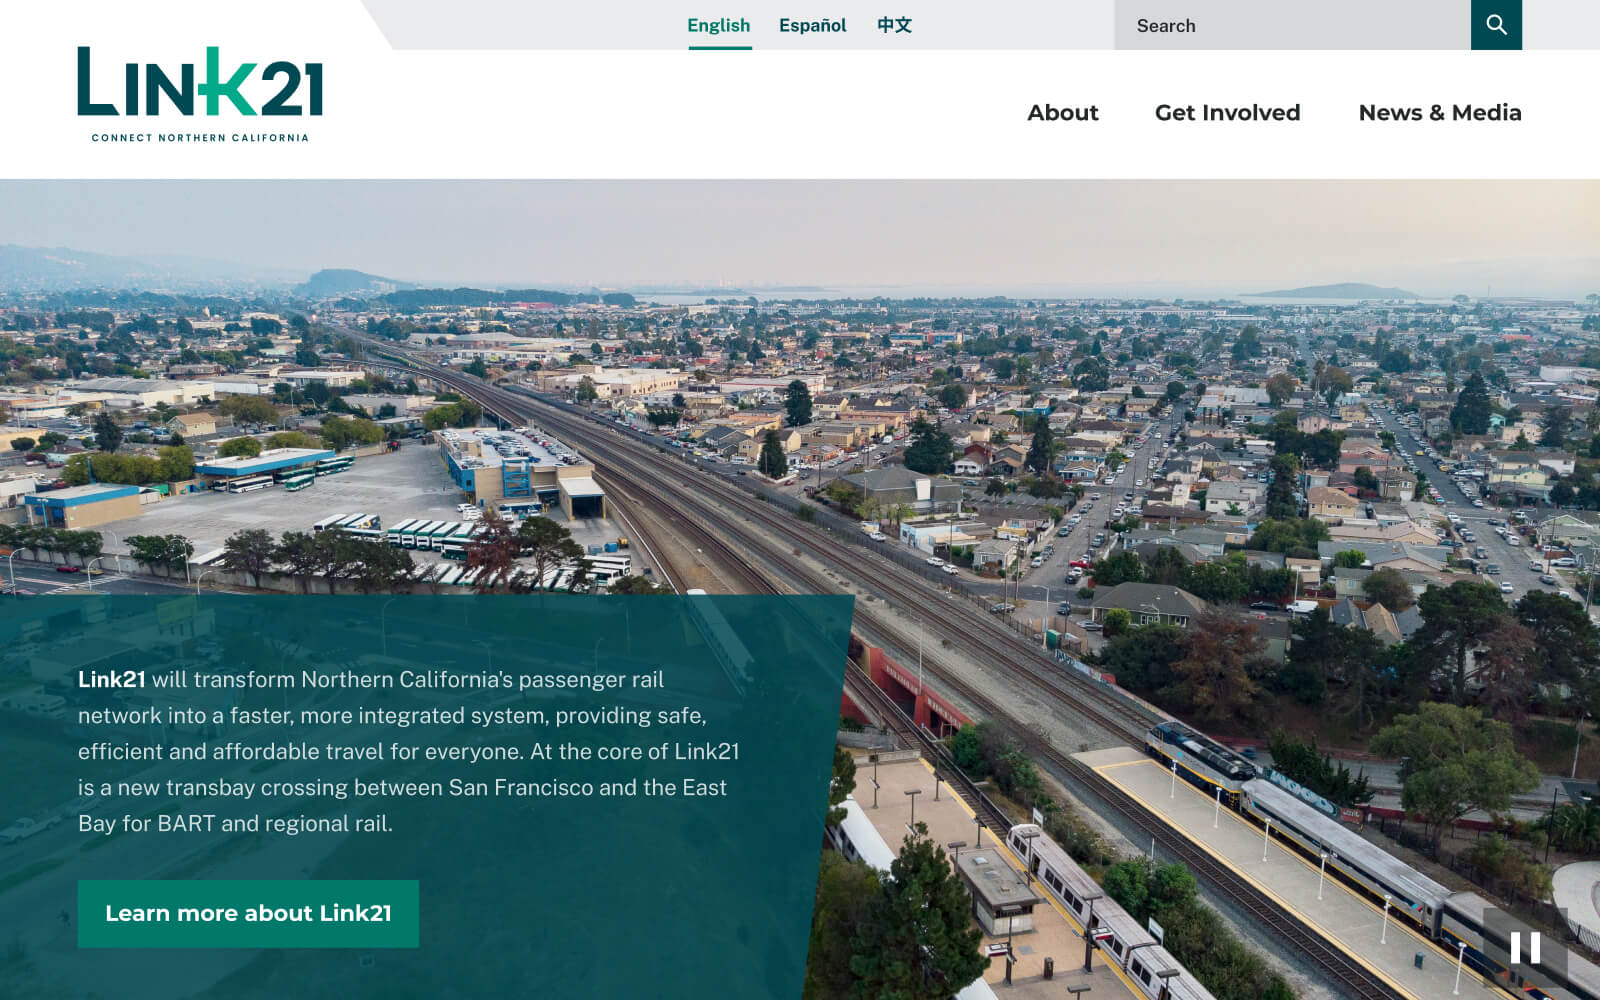 English Español 中文 Search
Link21
CONNECT NORTHERN CALIFORNIA
About Get Involved News & Media
Link21 will transform Northern California's passenger rail
network into a faster, more integrated system, providing safe,
efficient and affordable travel for everyone. At the core of Link21
is a new transbay crossing between San Francisco and the East
Bay for BART and regional rail.
Learn more about Link21